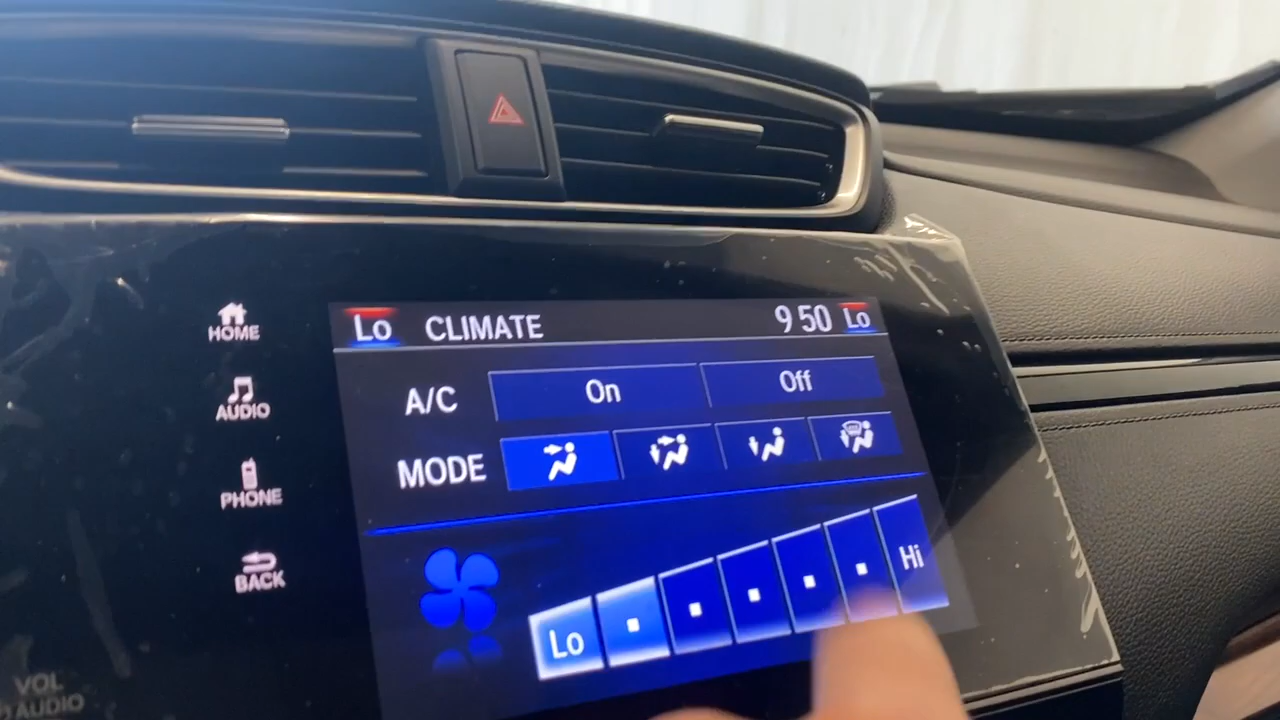 HOME
AUDIO
PHONE
BACK
VOL
AUDIO
Lo CLIMATE 9 50 Lo
A/C On Off
MODE
Lo Hi